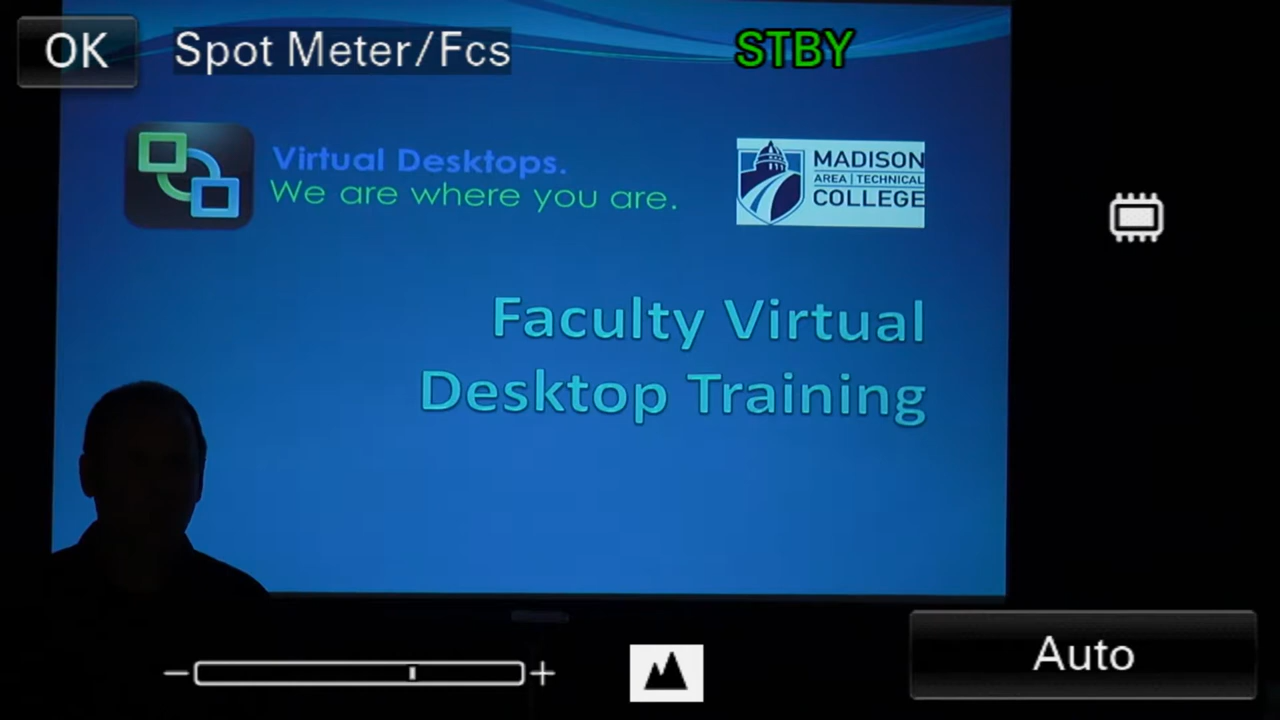 OK
Spot Meter/Fcs
STBY
Virtual Desktops.
We are where you are.
MADISON
AREA | TECHNICAL
COLLEGE
Faculty Virtual
Desktop Training
Auto